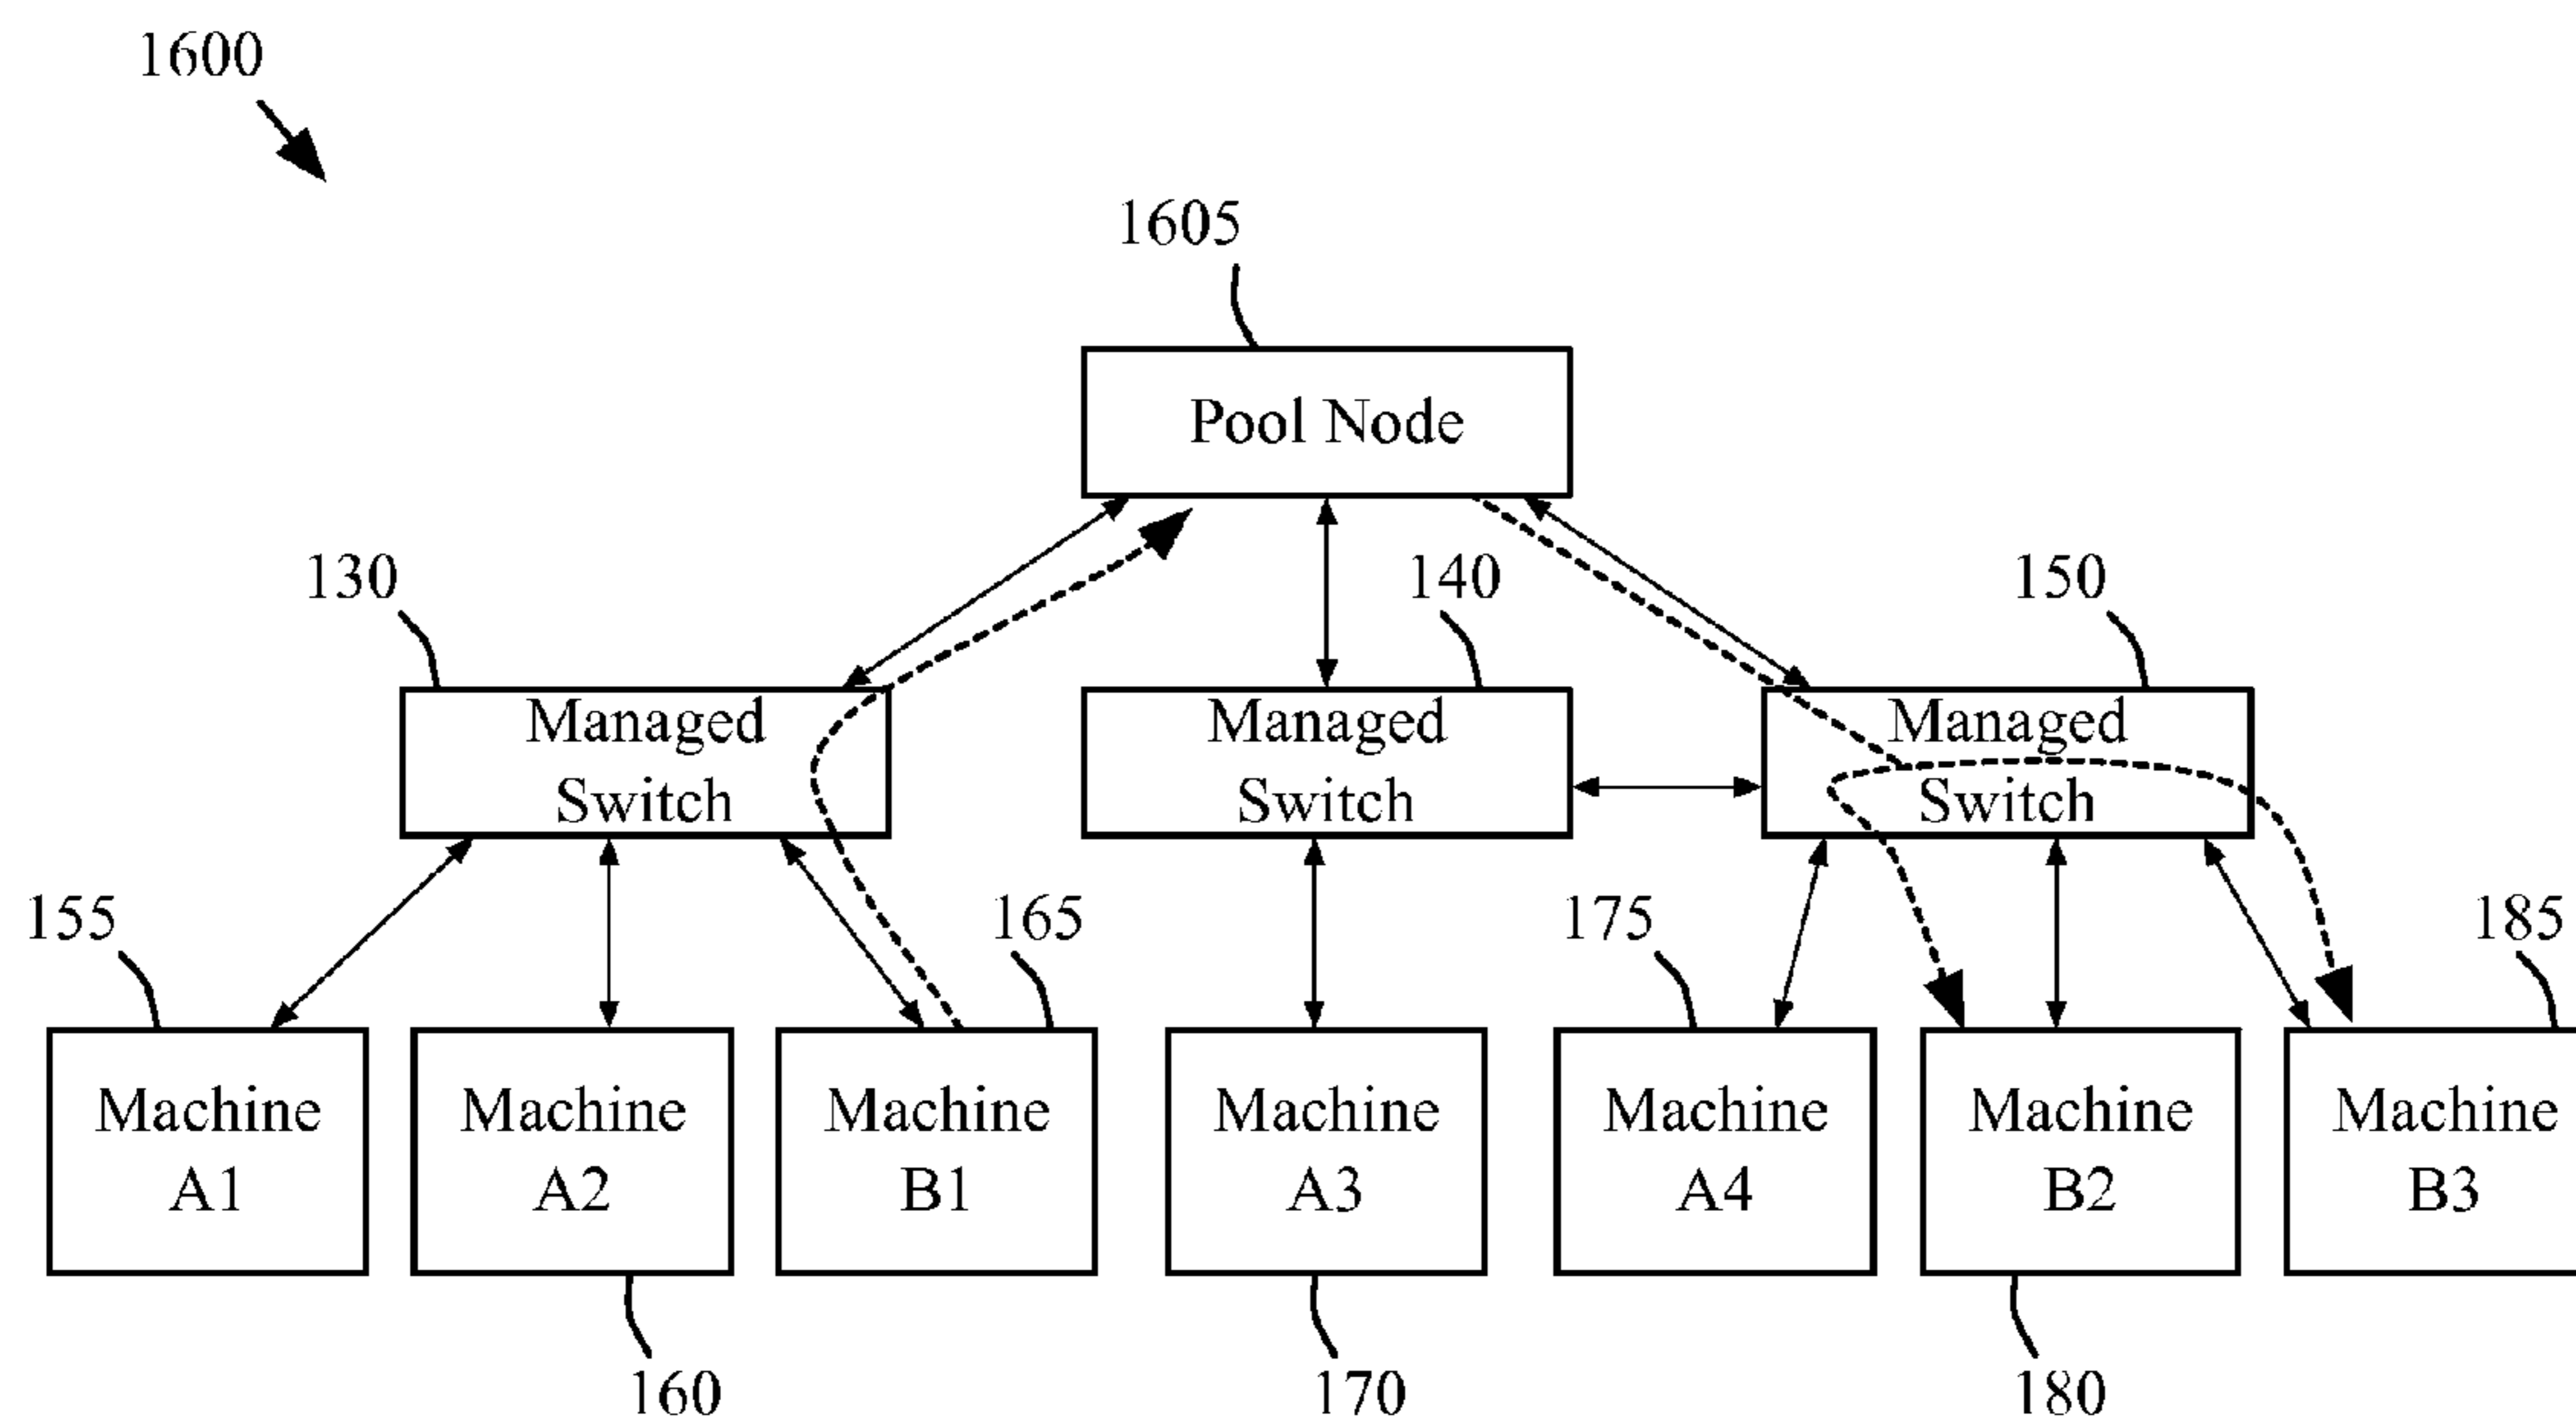 1600
1605
Pool Node
130
140
150
Managed
Switch
Managed
Switch
Managed
Switch
155
165
175
185
Machine
A1
Machine
A2
Machine
B1
Machine
A3
Machine
A4
Machine
B2
Machine
B3
160
170
180